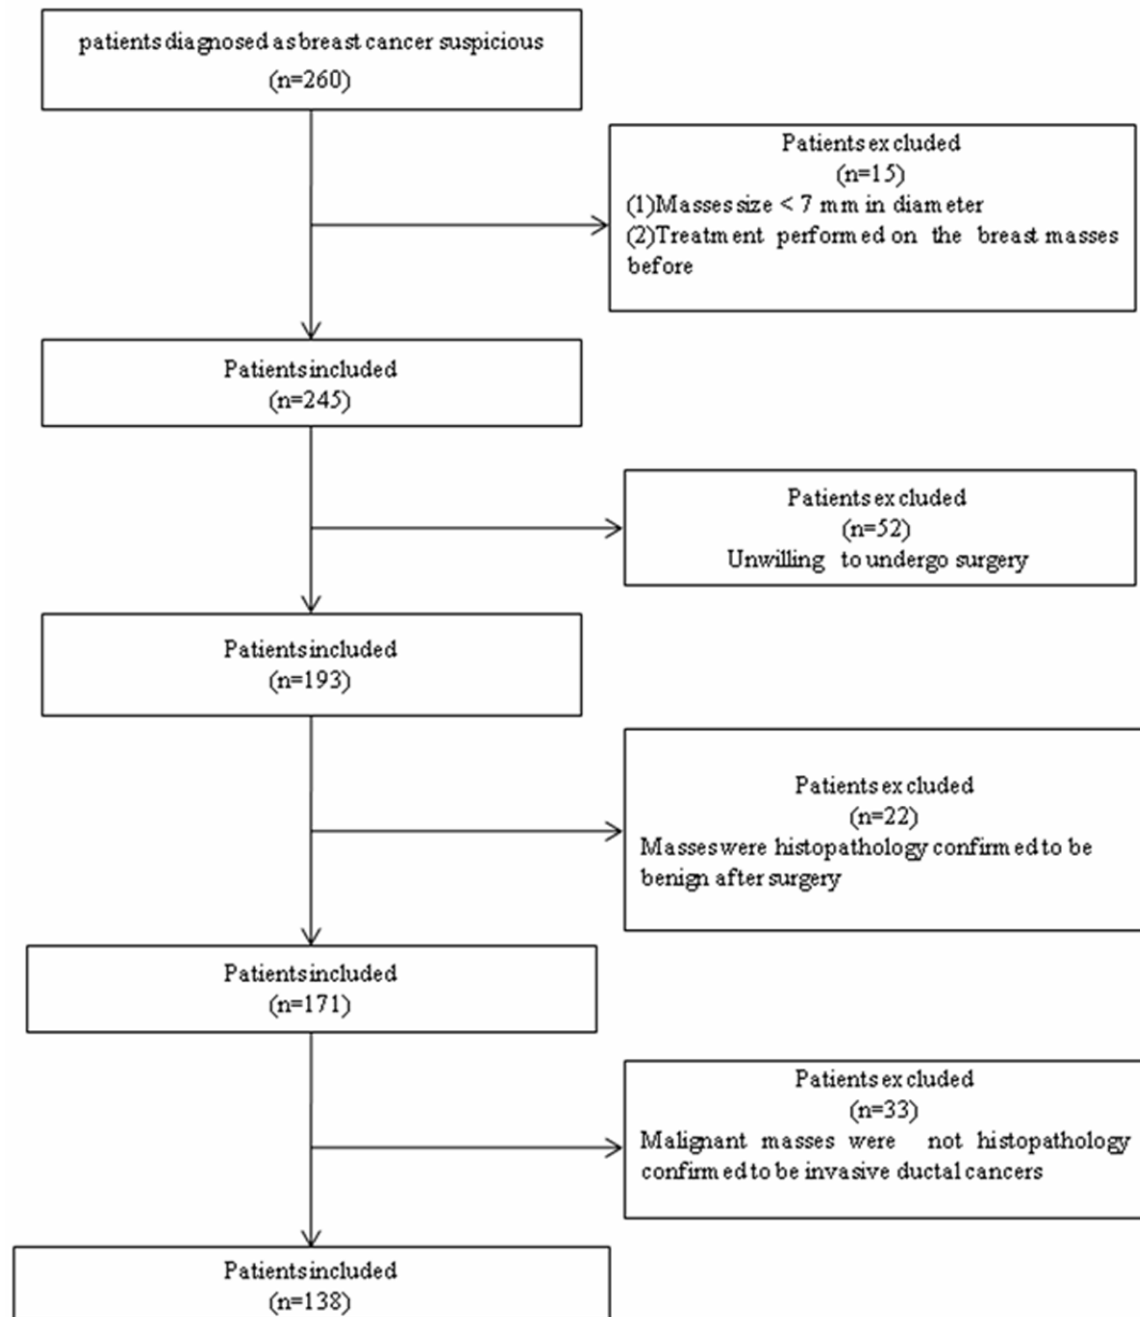 patients diagnosed as breast cancer suspicious
(n=260)
Patients excluded
(n=15)
(1)Masses size < 7 mm in diameter
(2)Treatment performed on the breast masses
before
Patients included
(n=245)
Patients excluded
(n=52)
Unwilling to undergo surgery
Patients included
(n=193)
Patients excluded
(n=22)
Masses were histopathology confirmed to be
benign after surgery
Patients included
(n=171)
Patients excluded
(n=33)
Malignant masses were not histopathology
confirmed to be invasive ductal cancers
Patients included
(n=138)